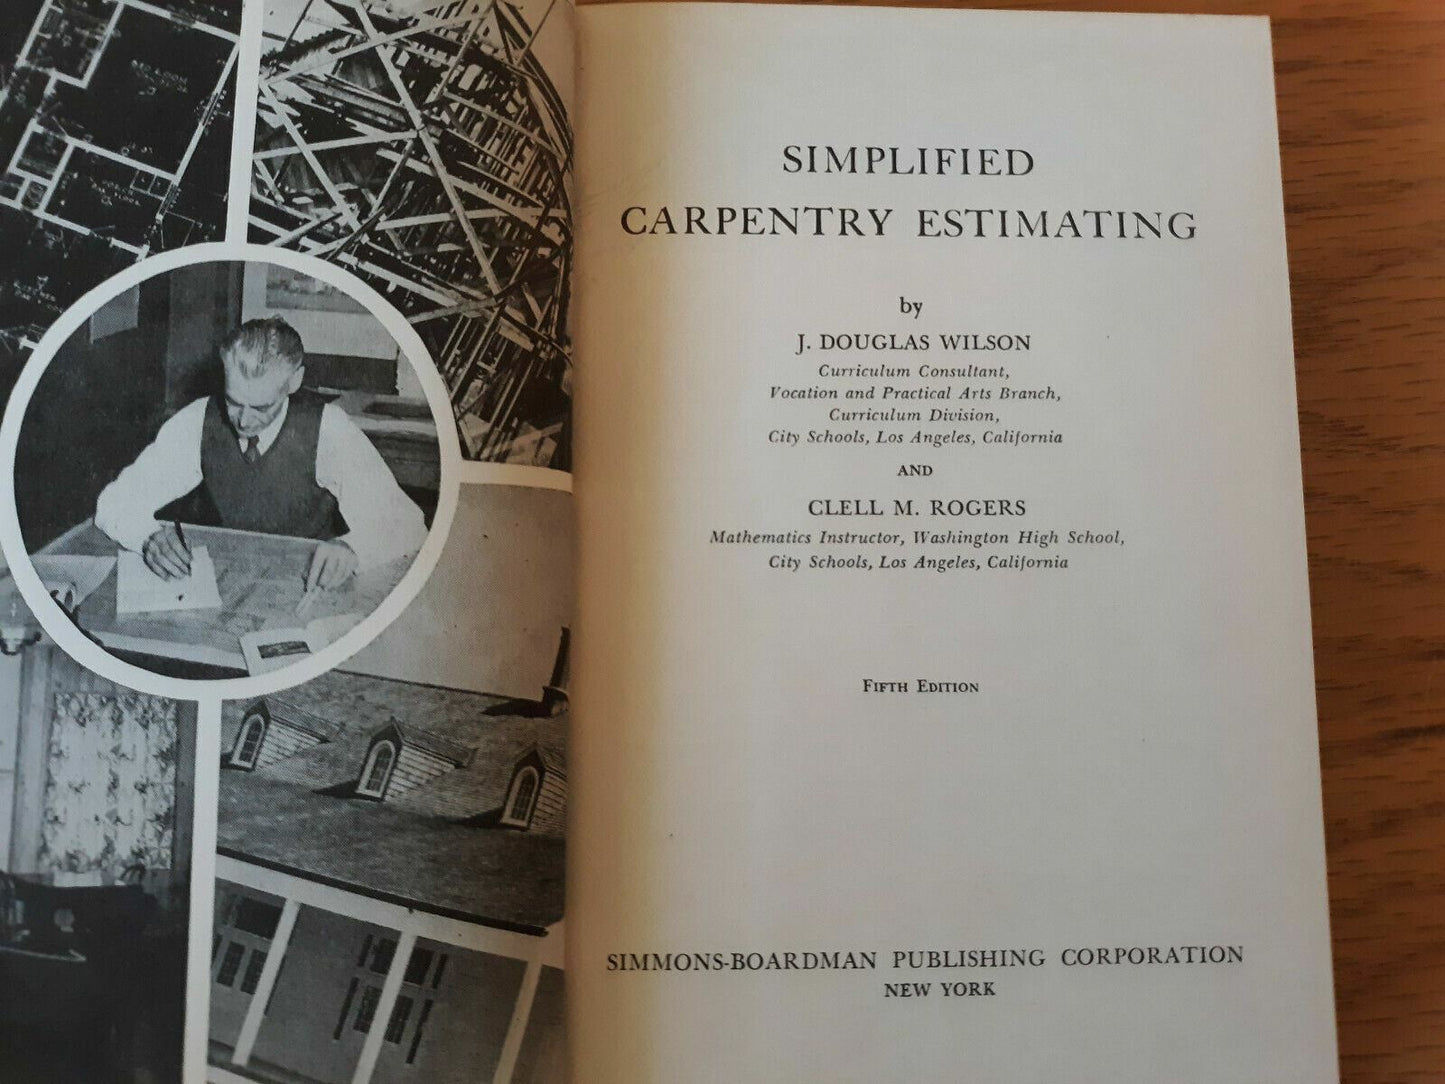 SIMPLIFIED
CARPENTRY ESTIMATING
by
J. DOUGLAS WILSON
Curriculum Consultant,
Vocation and Practical Arts Branch,
Curriculum Division,
City Schools, Los Angeles, California
AND
CLELL M. ROGERS
Mathematics Instructor, Washington High School,
City Schools, Los Angeles, California
FIFTH EDITION
SIMMONS-BOARDMAN PUBLISHING CORPORATION
NEW YORK